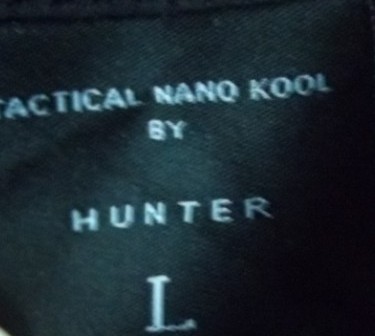 TACTICAL NANO KOOL
BY
HUNTER
L